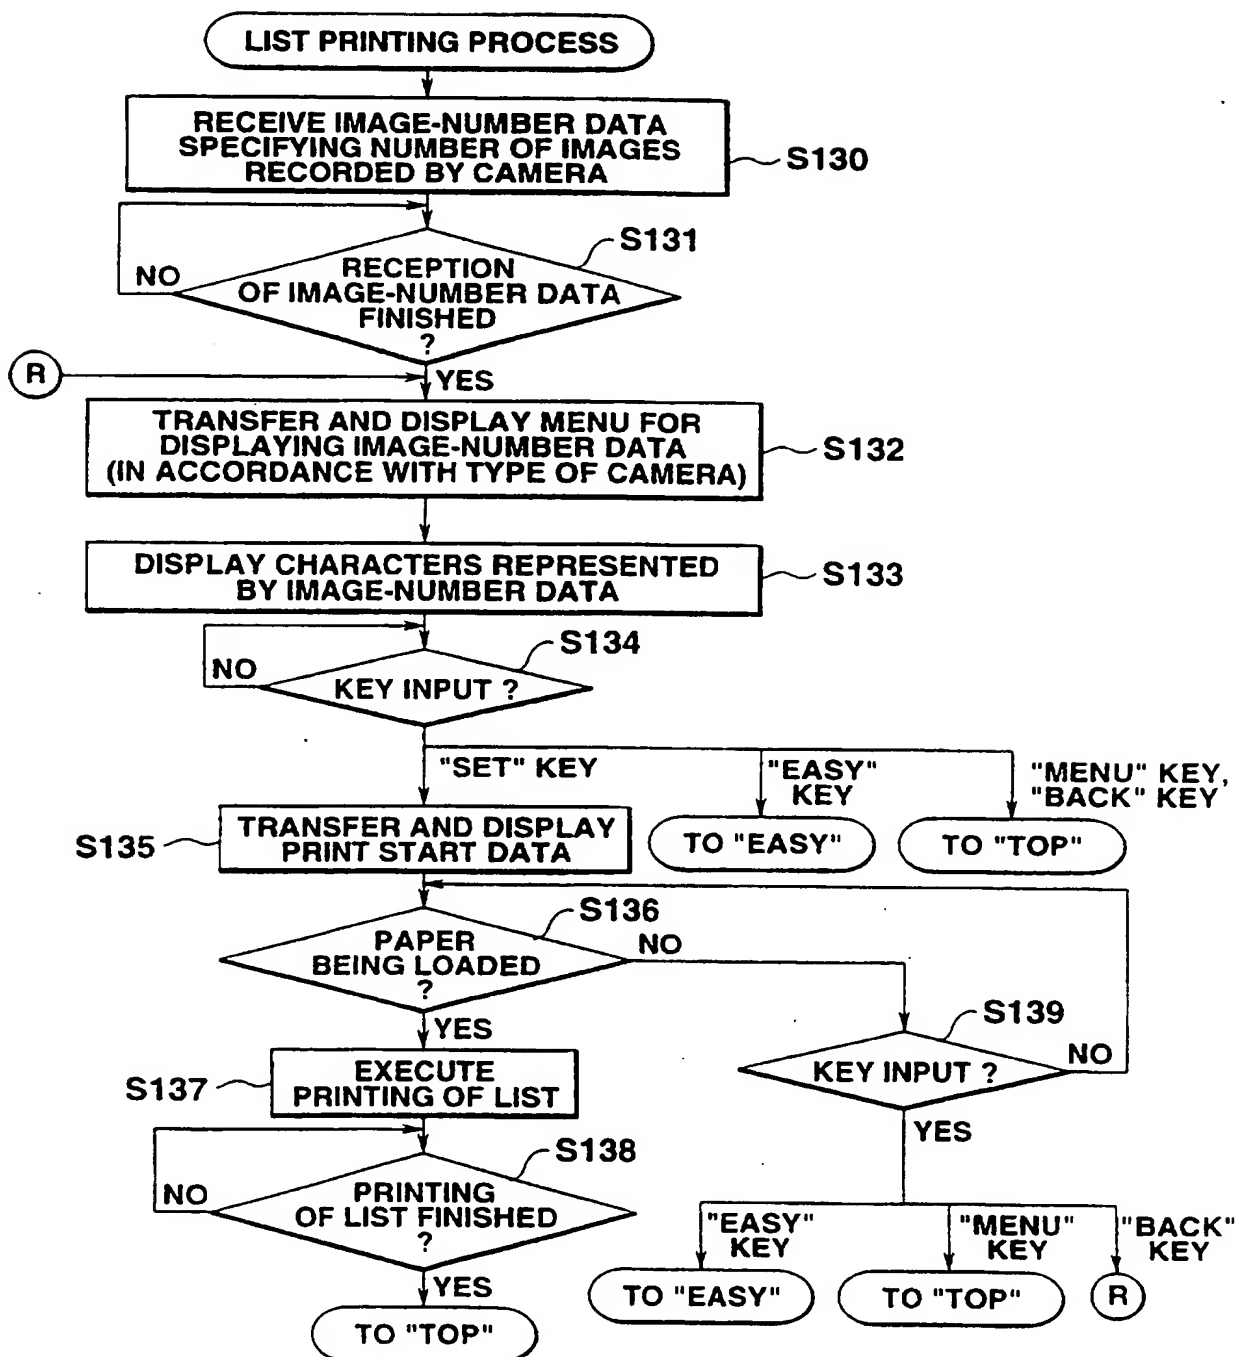 LIST PRINTING PROCESS
RECEIVE IMAGE-NUMBER DATA
SPECIFYING NUMBER OF IMAGES
RECORDED BY CAMERA
S130
S131
NO
RECEPTION
OF IMAGE-NUMBER DATA
FINISHED
?
R
YES
TRANSFER AND DISPLAY MENU FOR
DISPLAYING IMAGE-NUMBER DATA
(IN ACCORDANCE WITH TYPE OF CAMERA)
S132
DISPLAY CHARACTERS REPRESENTED
BY IMAGE-NUMBER DATA
S133
S134
NO
KEY INPUT ?
"SET" KEY
"EASY"
KEY
"MENU" KEY,
"BACK" KEY
S135
TRANSFER AND DISPLAY
PRINT START DATA
TO "EASY"
TO "TOP"
S136
PAPER
BEING LOADED
?
NO
YES
S139
KEY INPUT ?
NO
S137
EXECUTE
PRINTING OF LIST
YES
S138
NO
PRINTING
OF LIST FINISHED
?
"EASY"
KEY
"MENU"
KEY
"BACK"
KEY
YES
TO "EASY"
TO "TOP"
R
TO "TOP"